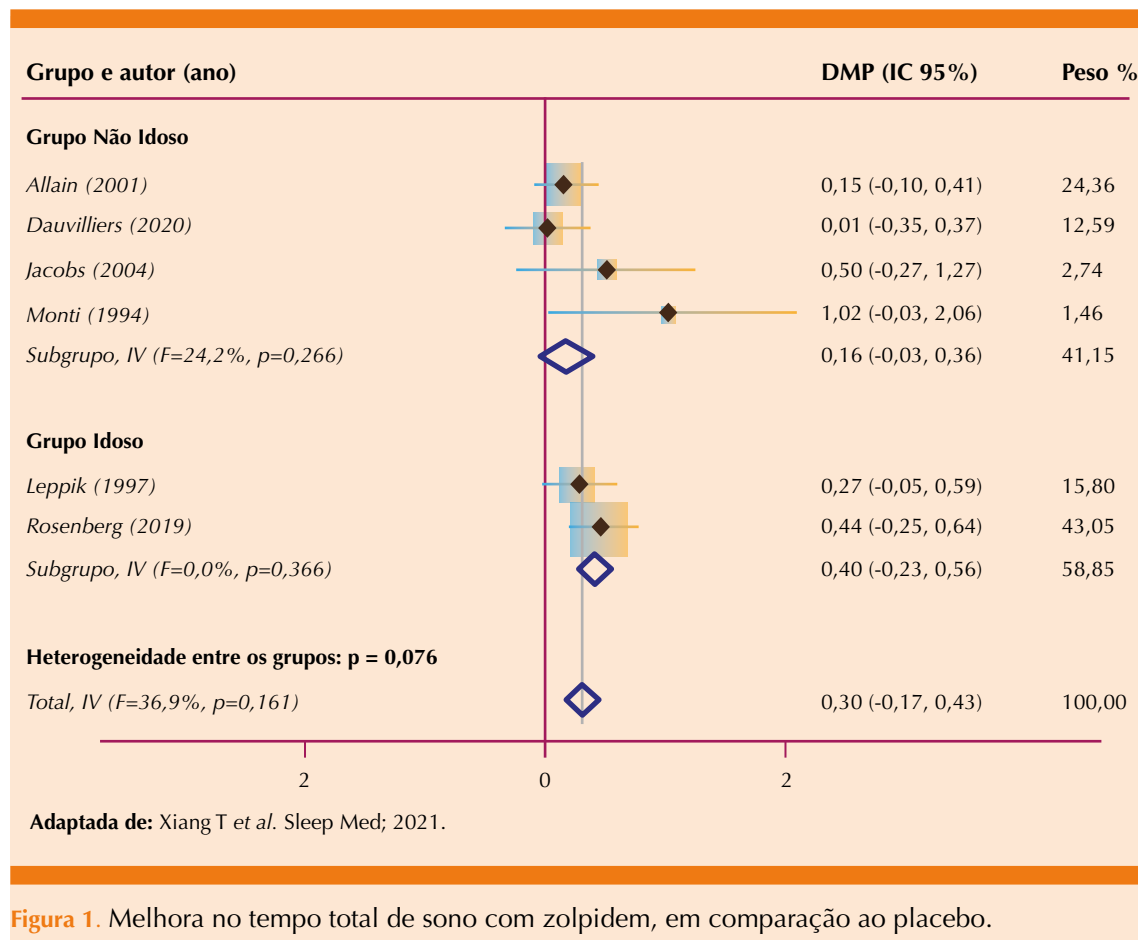 Grupo e autor (ano) DMP (IC 95%) Peso %
Grupo Não Idoso
Allain (2001) 0,15 (-0,10, 0,41) 24,36
Dauvilliers (2020) 0,01 (-0,35, 0,37) 12,59
Jacobs (2004) 0,50 (-0,27, 1,27) 2,74
Monti (1994) 1,02 (-0,03, 2,06) 1,46
Subgrupo, IV (F=24,2%, p=0,266) 0,16 (-0,03, 0,36) 41,15
Grupo Idoso
Leppik (1997) 0,27 (-0,05, 0,59) 15,80
Rosenberg (2019) 0,44 (-0,25, 0,64) 43,05
Subgrupo, IV (F=0,0%, p=0,366) 0,40 (-0,23, 0,56) 58,85
Heterogeneidade entre os grupos: p = 0,076
Total, IV (F=36,9%, p=0,161) 0,30 (-0,17, 0,43) 100,00
2 0 2
Adaptada de: Xiang T et al. Sleep Med; 2021.
Figura 1. Melhora no tempo total de sono com zolpidem, em comparação ao placebo.